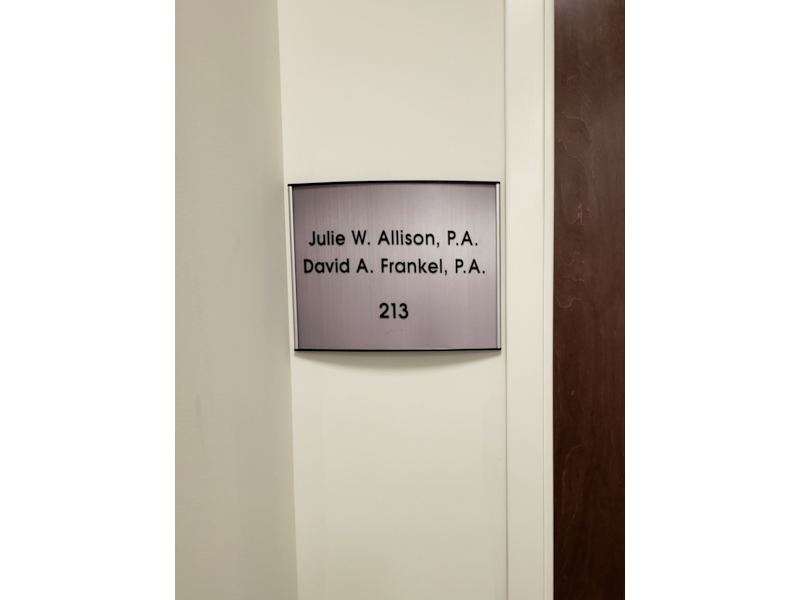 Julie W. Allison, P.A.
David A. Frankel, P.A.
213